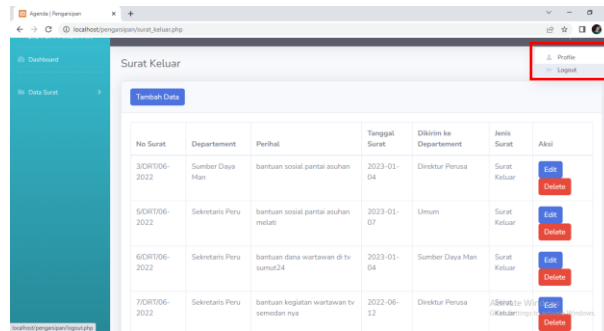 Agenda | Pengarsipan
localhost/pengarsipan/surat_keluar.php
Dashboard
Data Surat
Surat Keluar
Profile
Logout
Tambah Data
No Surat Departement Perihal Tanggal Surat Dikirim ke Departement Jenis Surat Aksi
3/DRT/06-2022 Sumber Daya Man bantuan sosial pantai asuhan 2023-01-04 Direktur Perusa Surat Keluar Edit Delete
5/DRT/06-2022 Sekretaris Peru bantuan sosial pantai asuhan melati 2023-01-07 Umum Surat Keluar Edit Delete
6/DRT/06-2022 Sekretaris Peru bantuan dana wartawan di tv sumut24 2023-01-04 Sumber Daya Man Surat Keluar Edit Delete
7/DRT/06-2022 Sekretaris Peru bantuan kegiatan wartawan tv semedan nya 2022-06-12 Direktur Perusa Surat Keluar Edit Delete
localhost/pengarsipan/logout.php